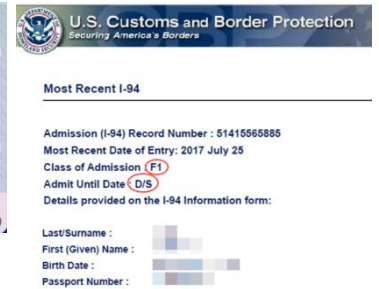 U.S. Customs and Border Protection
Securing America's Borders
Most Recent I-94
Admission (I-94) Record Number : 51415565885
Most Recent Date of Entry: 2017 July 25
Class of Admission : F1
Admit Until Date : D/S
Details provided on the I-94 Information form:
Last/Surname :
First (Given) Name :
Birth Date :
Passport Number :